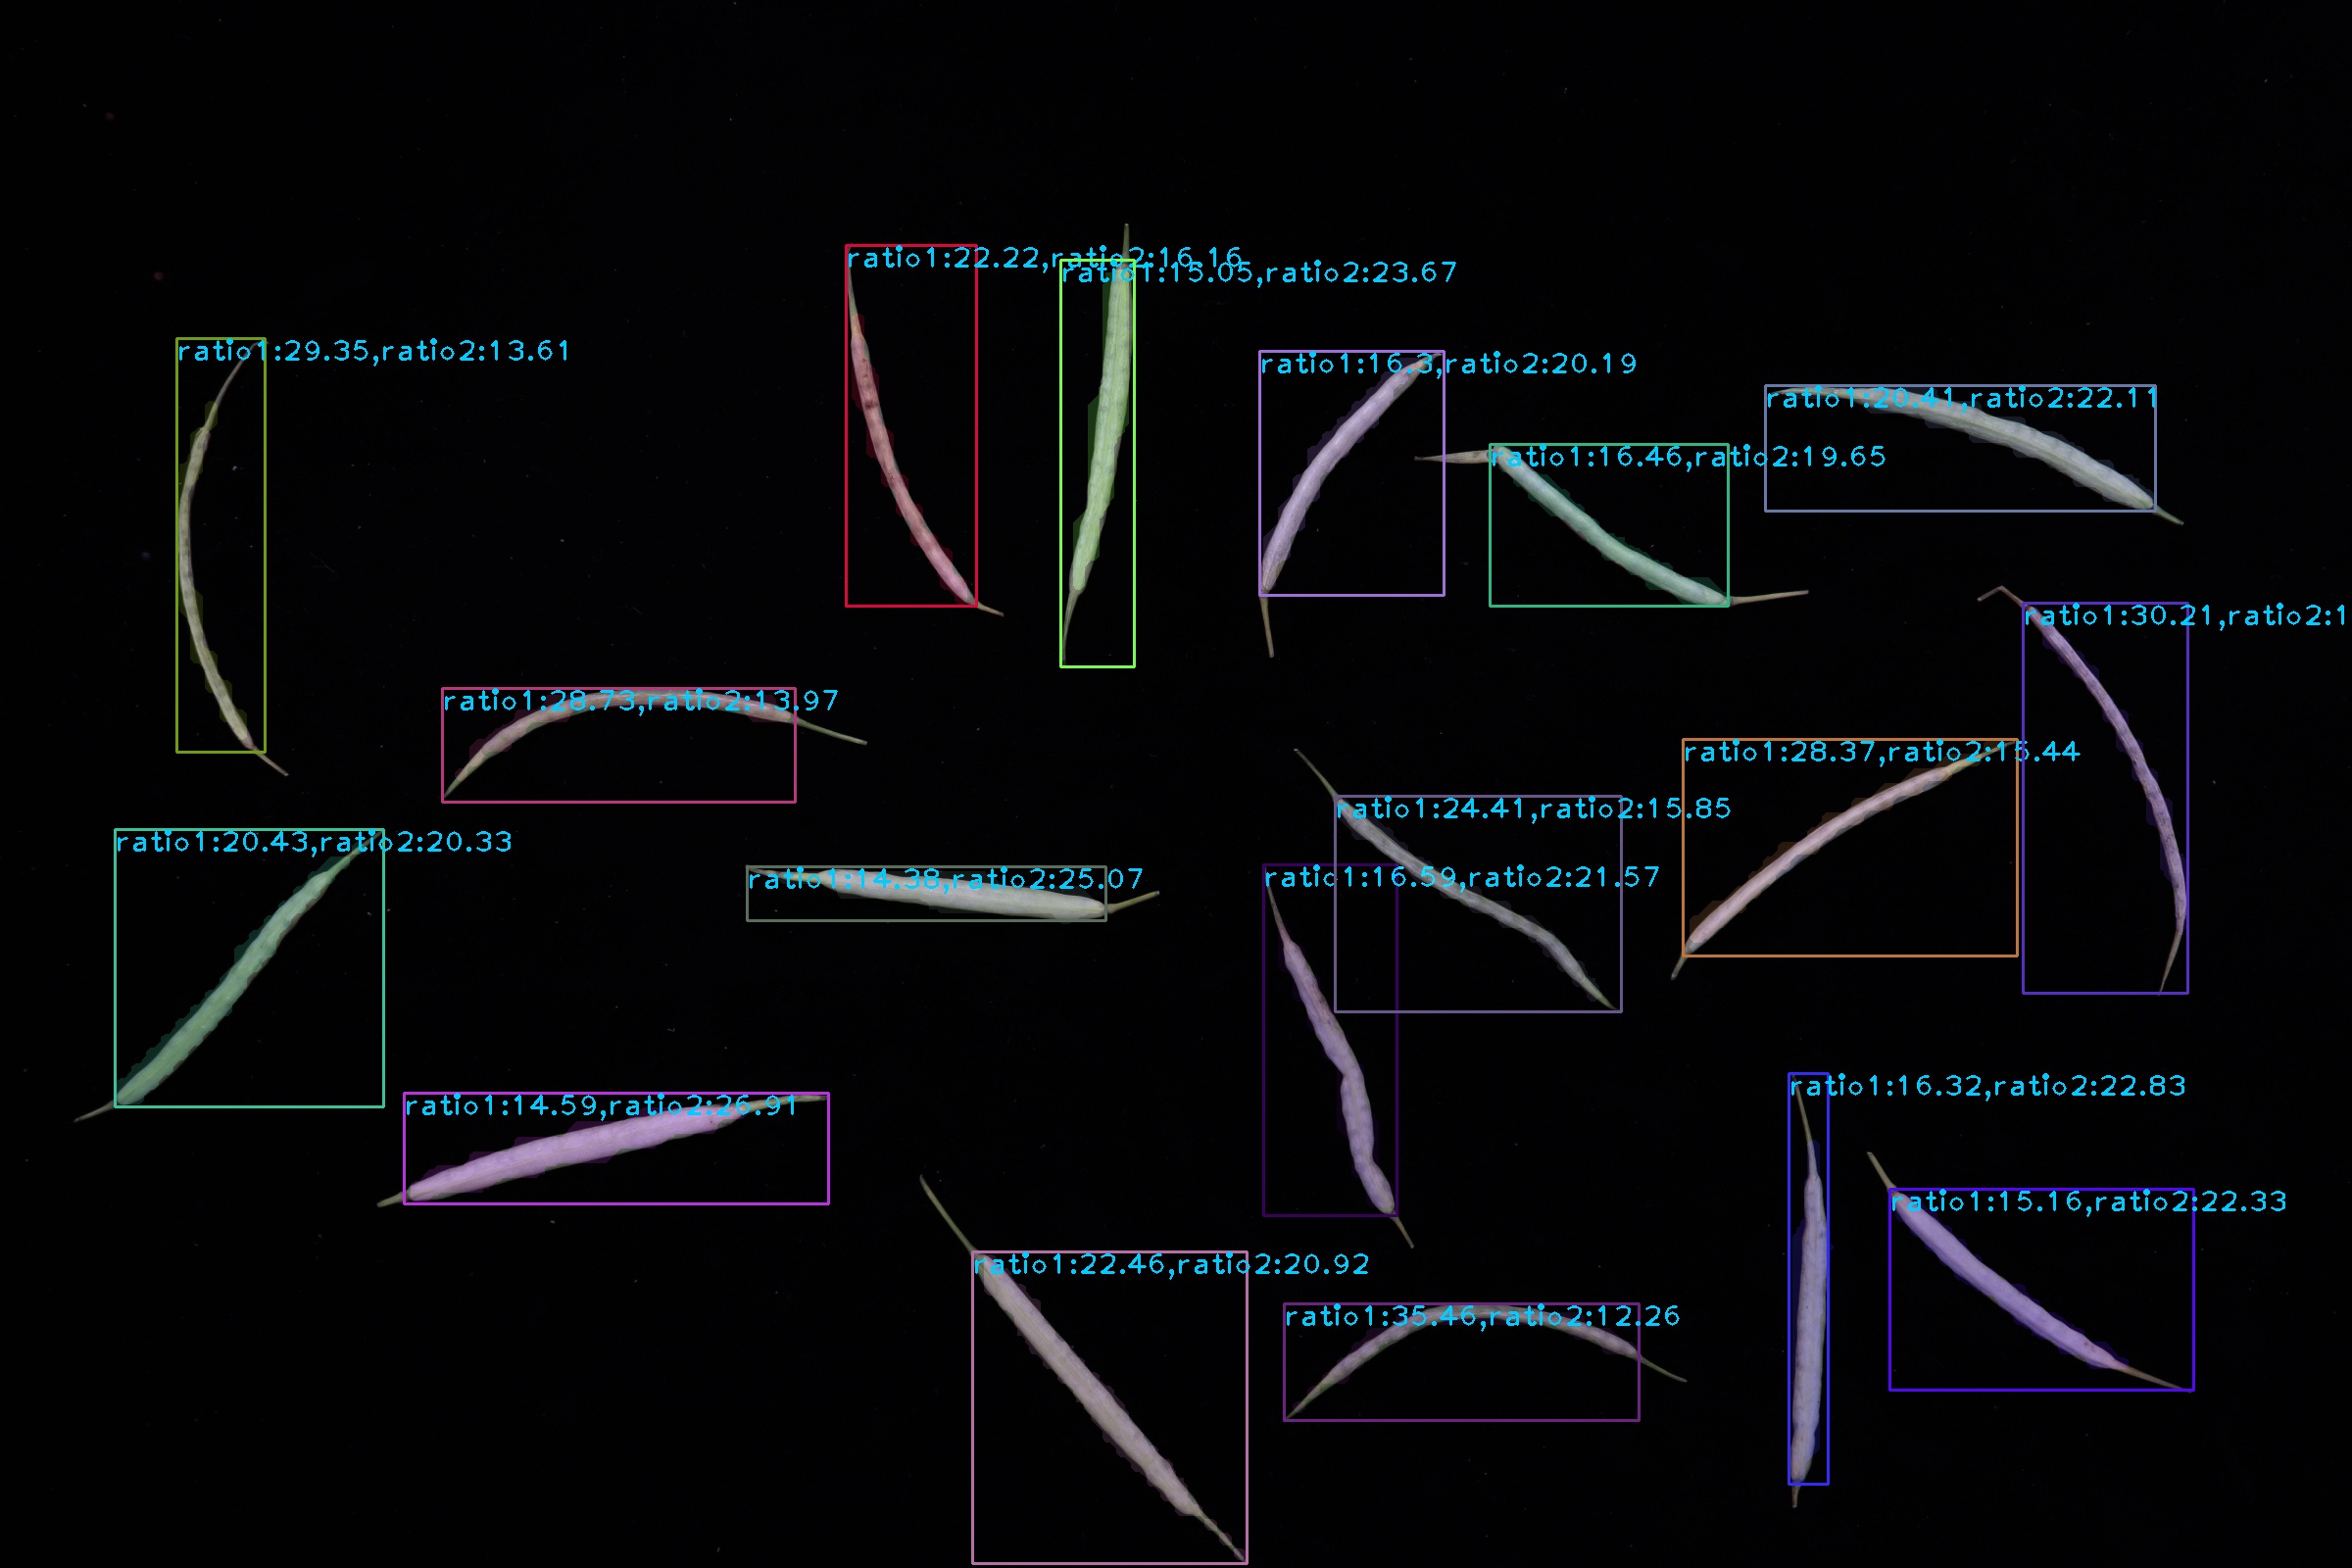 ratio1:22.22,ratio2:16.16
ratio1:15.05,ratio2:23.67
ratio1:29.35,ratio2:13.61
ratio1:16.3,ratio2:20.19
ratio1:20.41,ratio2:22.11
ratio1:16.46,ratio2:19.65
ratio1:30.21,ratio2:1
ratio1:28.73,ratio2:13.97
ratio1:28.37,ratio2:15.44
ratio1:24.41,ratio2:15.85
ratio1:20.43,ratio2:20.33
ratio1:14.38,ratio2:25.07
ratio1:16.59,ratio2:21.57
ratio1:16.32,ratio2:22.83
ratio1:14.59,ratio2:26.91
ratio1:15.16,ratio2:22.33
ratio1:22.46,ratio2:20.92
ratio1:35.46,ratio2:12.26